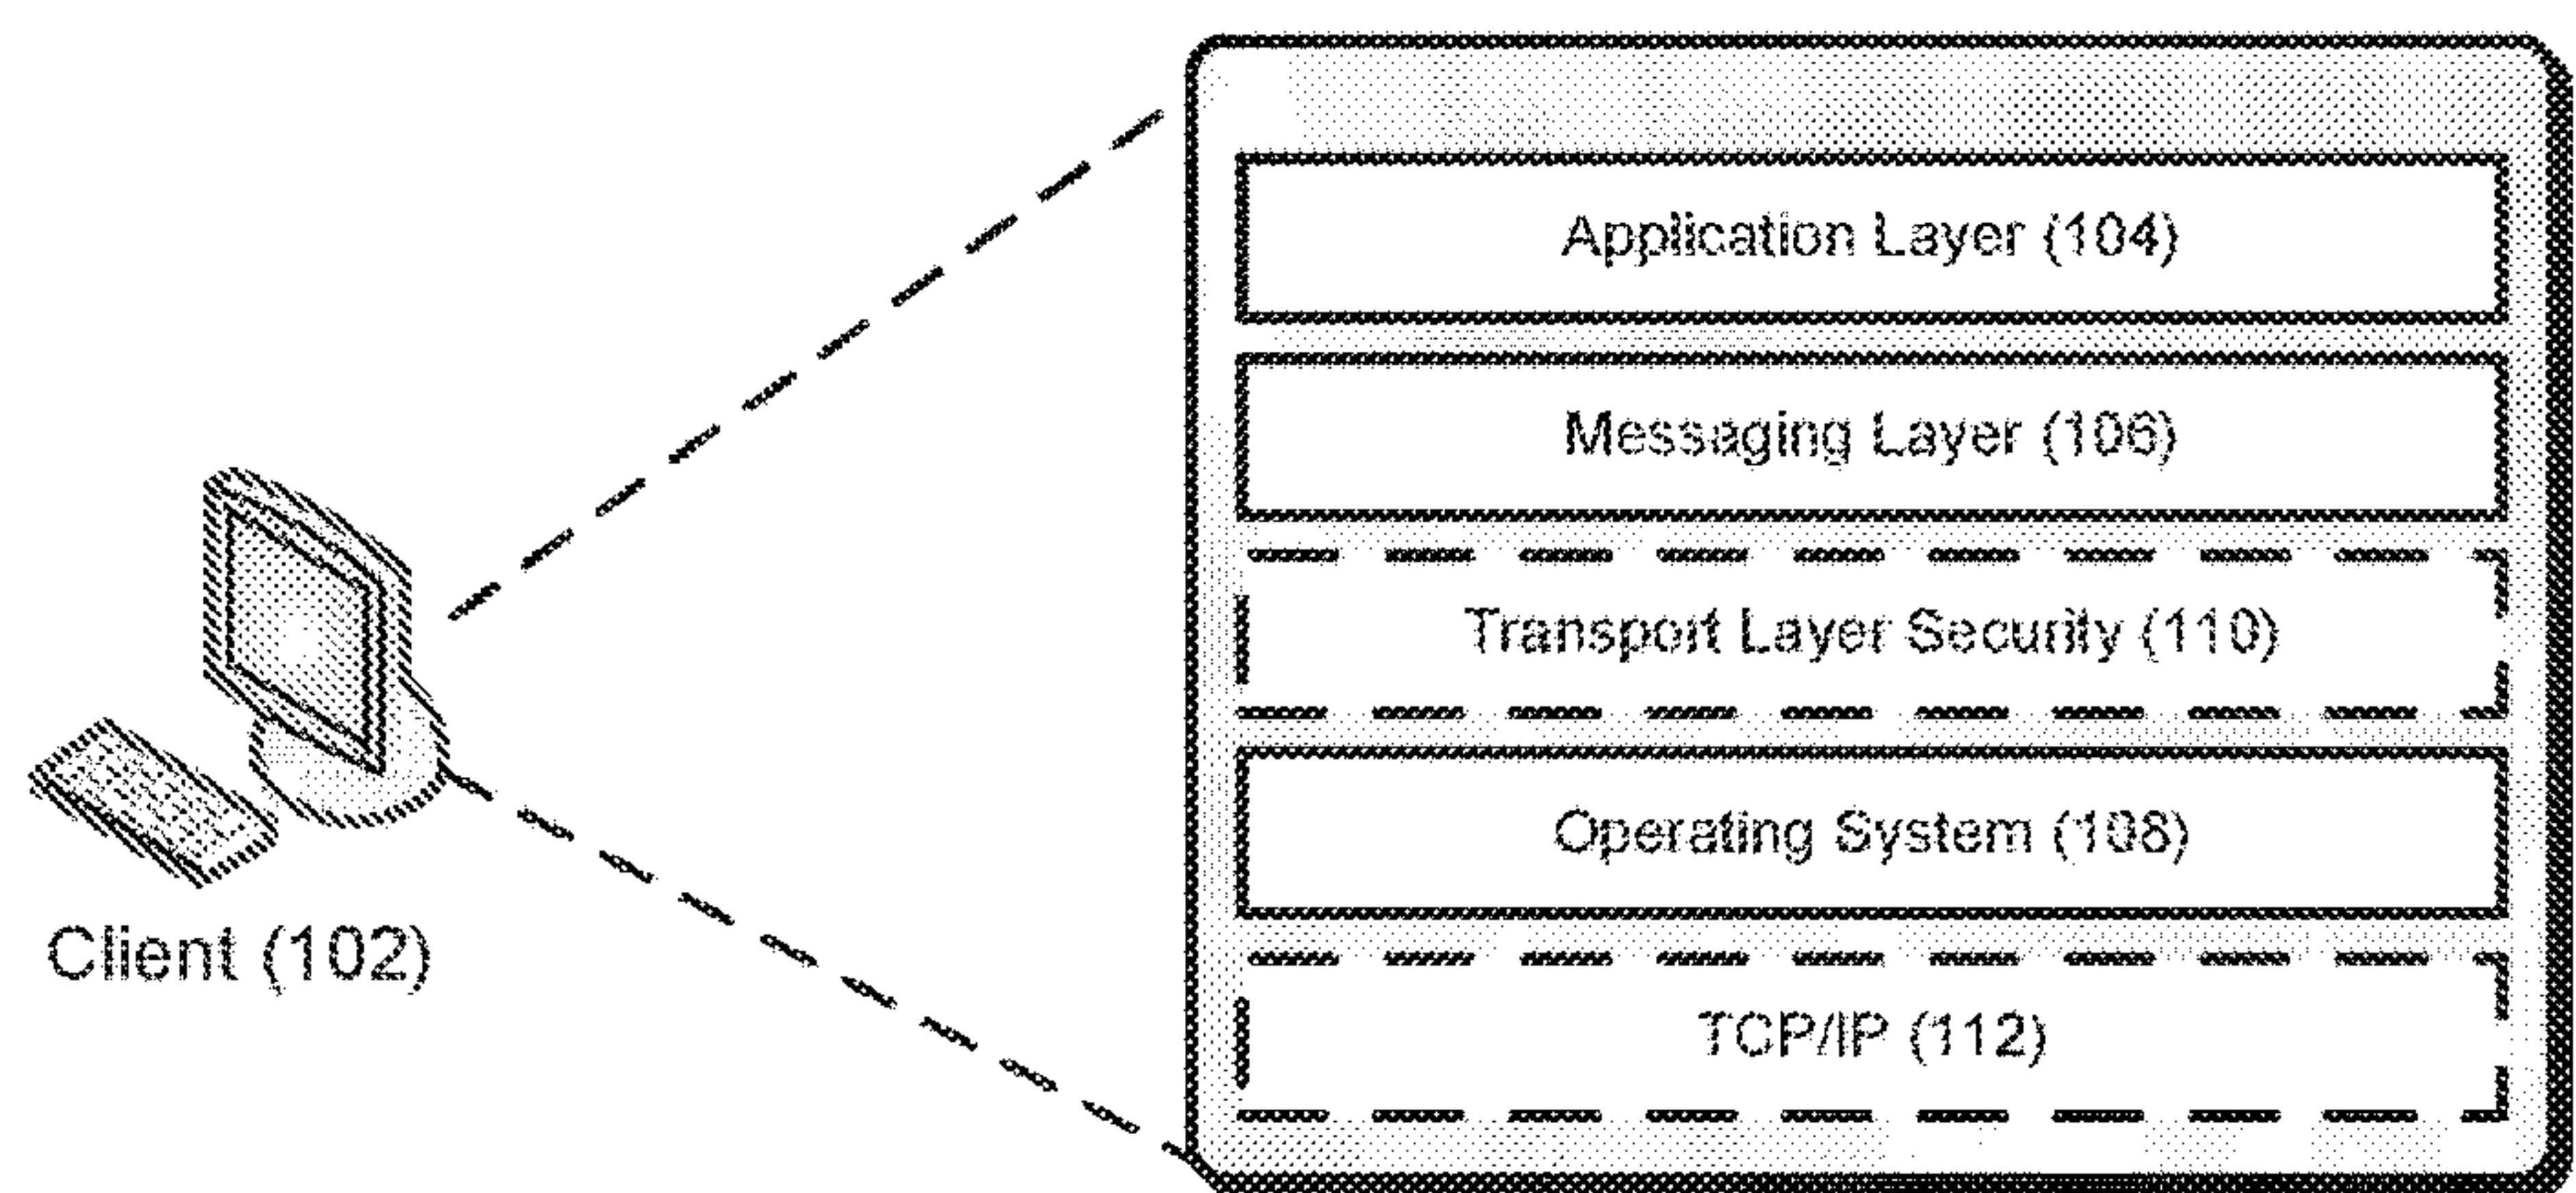 Application Layer (104)
Messaging Layer (106)
Transport Layer Security (110)
Operating System (108)
TCP/IP (112)
Client (102)